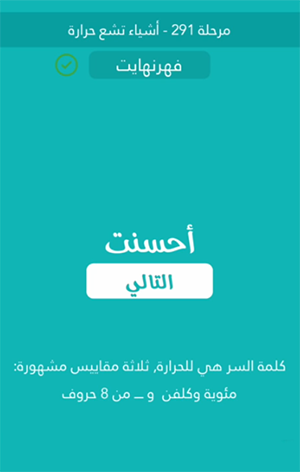 مرحلة 291 - أشياء تشع حرارة
فهرنهايت
أحسنت
التالي
كلمة السر هي للحرارة, ثلاثة مقاييس مشهورة:
مئوية وكلفن و __ من 8 حروف